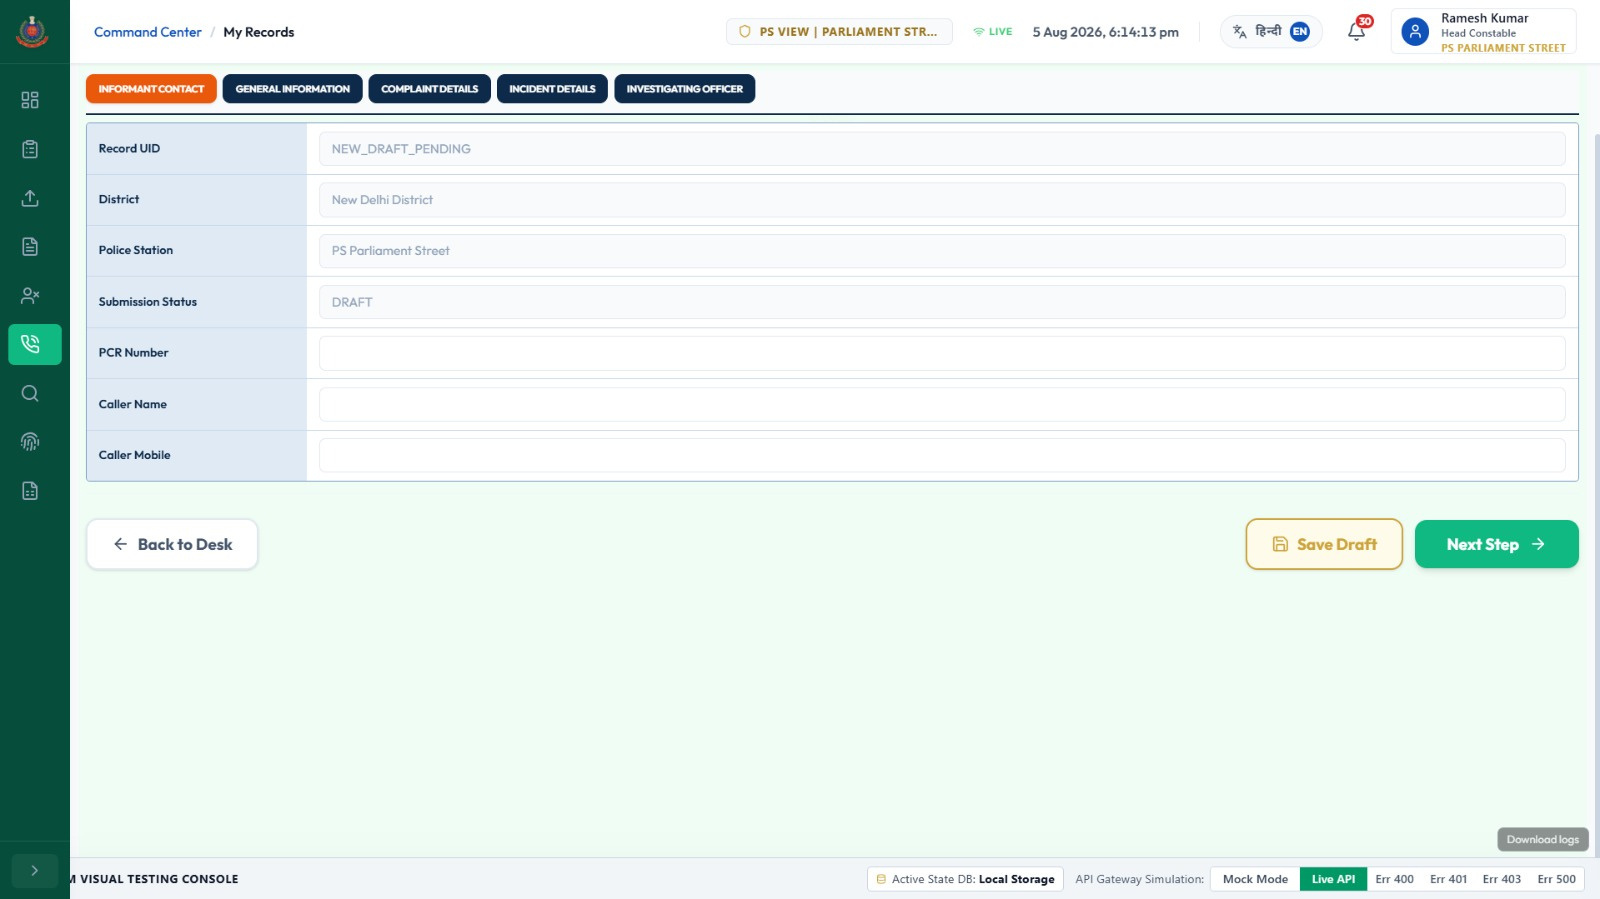 Command Center / My Records
PS VIEW | PARLIAMENT STR...
LIVE
5 Aug 2026, 6:14:13 pm
हिन्दी EN
30
Ramesh Kumar
Head Constable
PS PARLIAMENT STREET
INFORMANT CONTACT
GENERAL INFORMATION
COMPLAINT DETAILS
INCIDENT DETAILS
INVESTIGATING OFFICER
Record UID
NEW_DRAFT_PENDING
District
New Delhi District
Police Station
PS Parliament Street
Submission Status
DRAFT
PCR Number
Caller Name
Caller Mobile
Back to Desk
Save Draft
Next Step
Download logs
M VISUAL TESTING CONSOLE
Active State DB: Local Storage
API Gateway Simulation:
Mock Mode
Live API
Err 400
Err 401
Err 403
Err 500